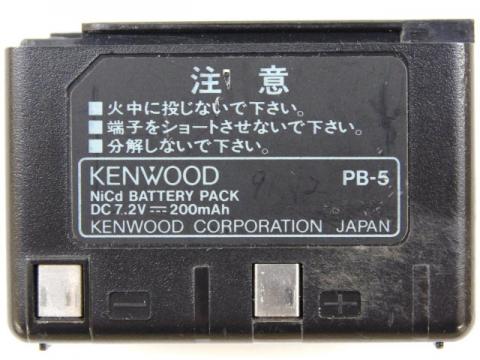 注 意
■火中に投じないで下さい。
■端子をショートさせないで下さい。
■分解しないで下さい。
KENWOOD PB-5
NiCd BATTERY PACK
DC 7.2V ⎓ 200mAh
KENWOOD CORPORATION JAPAN
− +